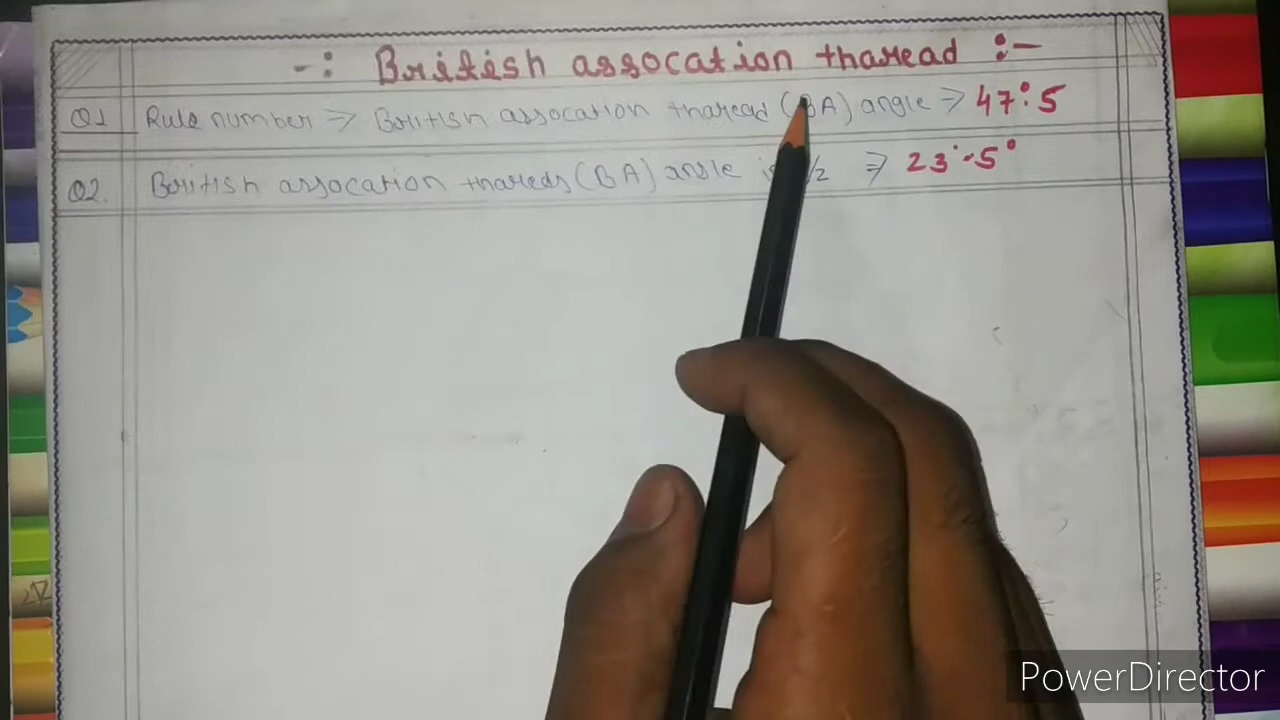 -: British assocation tharead :-
Q1 Rule number ⇒ British assocation tharead (BA) angle ⇒ 47°.5
Q2. British assocation thareds (BA) angle 1/2 ⇒ 23°.5°
PowerDirector